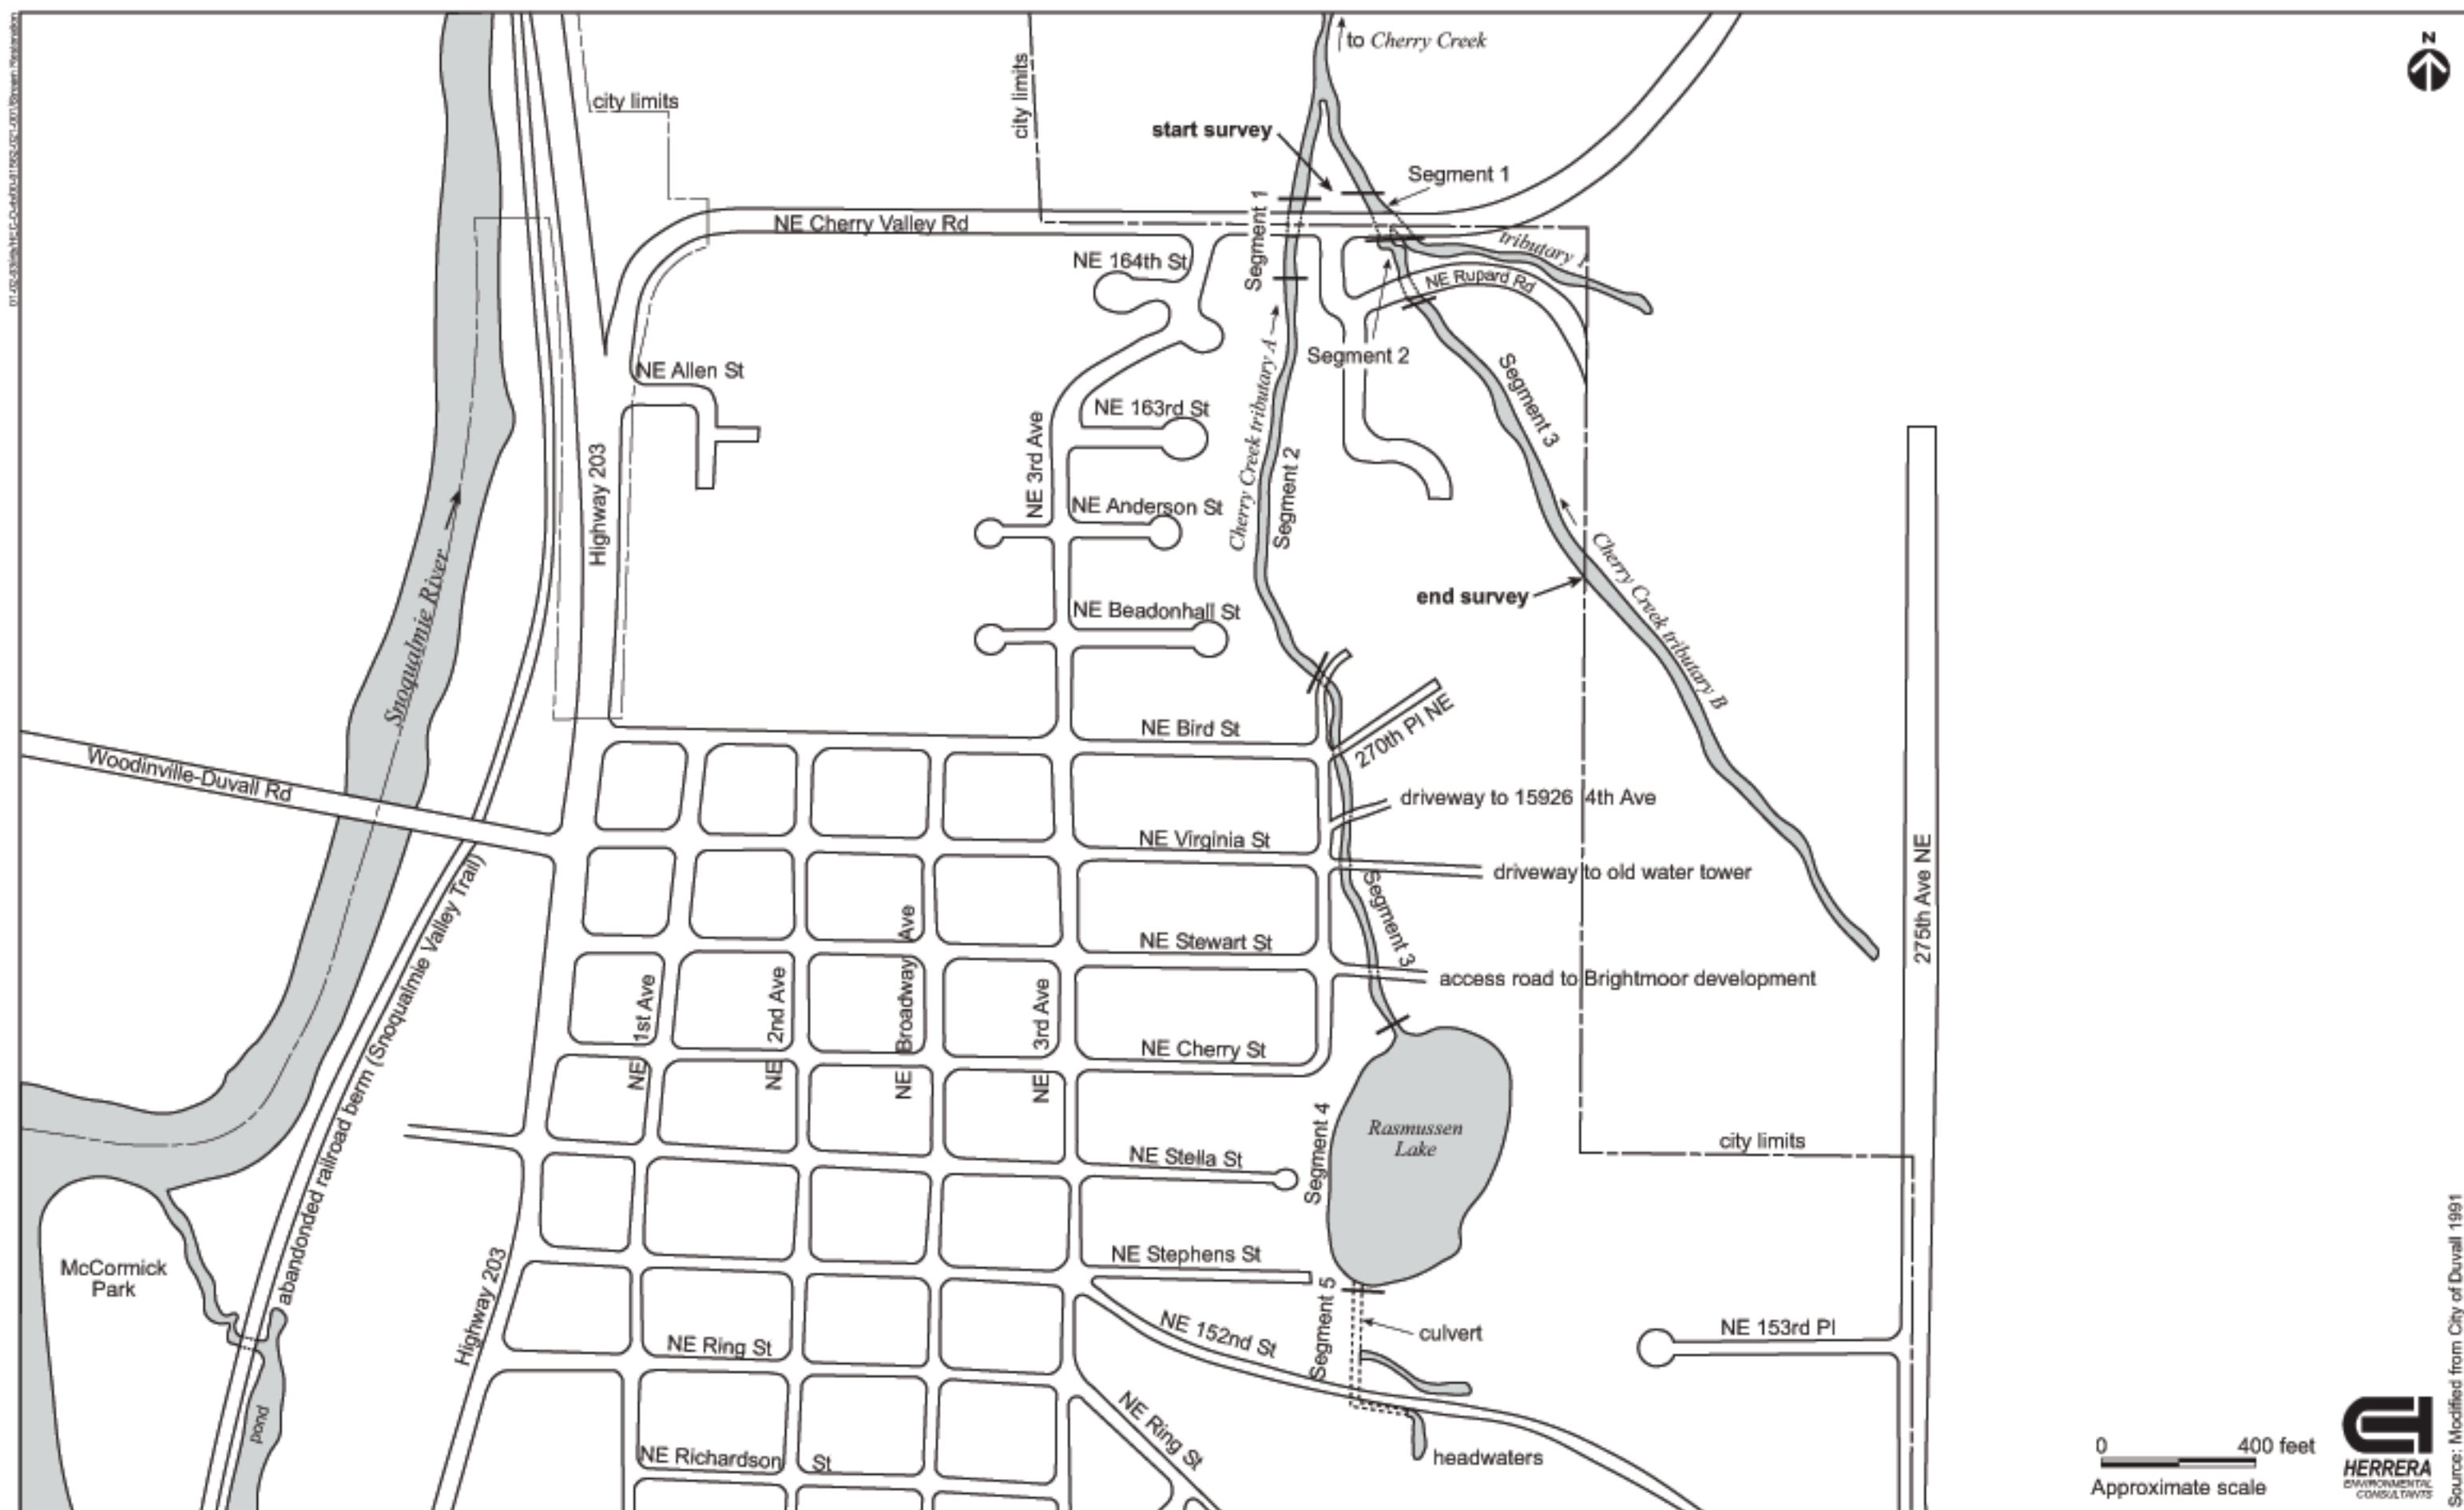 to Cherry Creek
N
city limits
city limits
start survey
Segment 1
Segment 1
NE Cherry Valley Rd
tributary 1
NE 164th St
NE Rupard Rd
Segment 2
NE Allen St
Cherry Creek tributary A
Segment 3
NE 163rd St
NE 3rd Ave
Highway 203
Segment 2
NE Anderson St
Cherry Creek tributary B
end survey
NE Beadonhall St
Snoqualmie River
NE Bird St
270th Pl NE
Woodinville-Duvall Rd
driveway to 15926 4th Ave
NE Virginia St
driveway to old water tower
275th Ave NE
Segment 3
NE Stewart St
access road to Brightmoor development
abandonded railroad berm (Snoqualmie Valley Trail)
NE 1st Ave
NE 2nd Ave
NE Broadway Ave
NE 3rd Ave
NE Cherry St
Rasmussen
Lake
Segment 4
city limits
NE Stella St
NE Stephens St
McCormick
Park
Highway 203
Segment 5
NE 152nd St
culvert
NE 153rd Pl
NE Ring St
NE Ring St
pond
NE Richardson St
headwaters
0 400 feet
Approximate scale
HERRERA
ENVIRONMENTAL
CONSULTANTS
Source: Modified from City of Duvall 1991